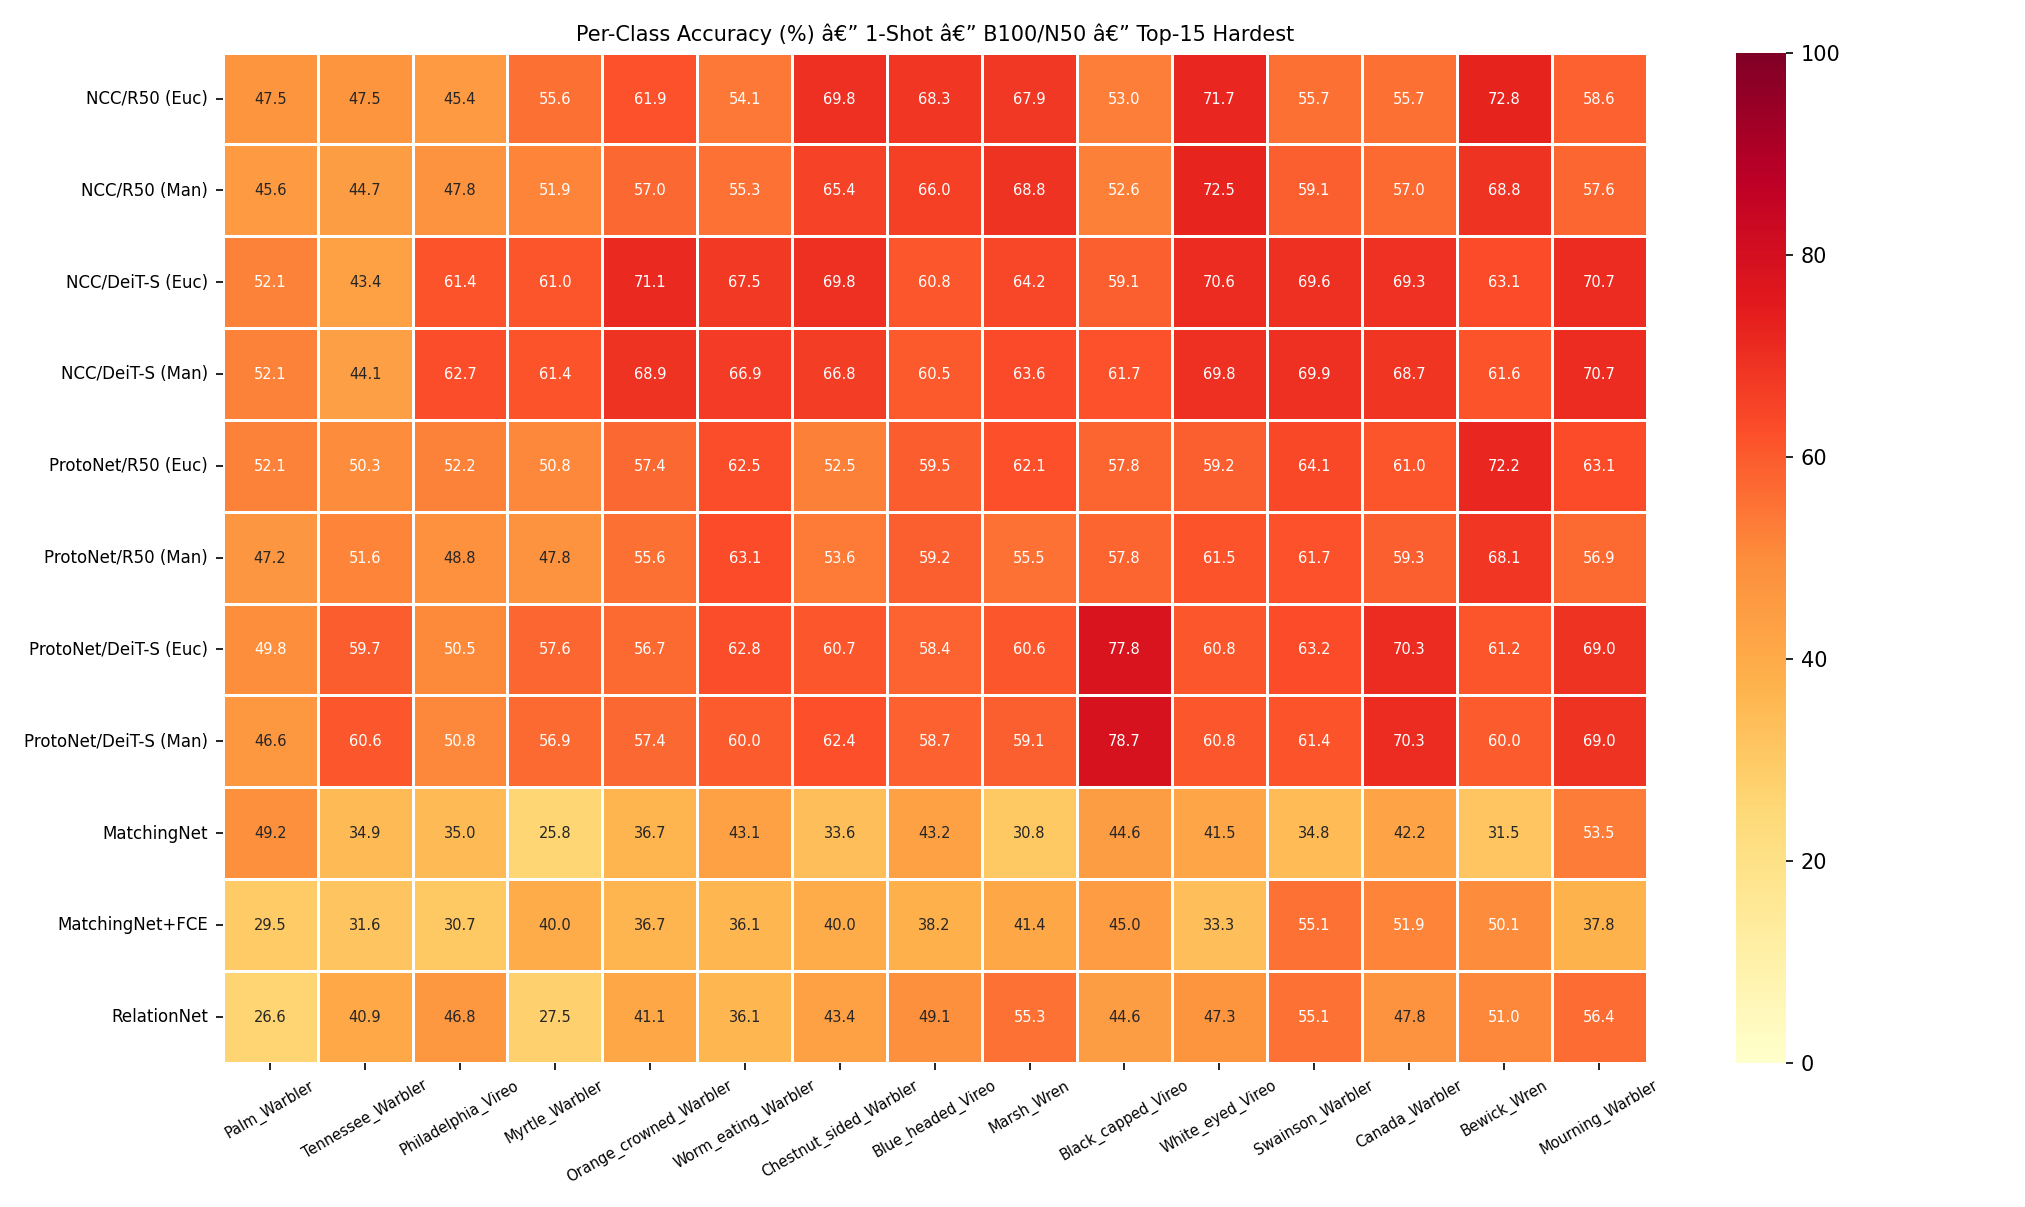 Per-Class Accuracy (%) â€” 1-Shot â€” B100/N50 â€” Top-15 Hardest
NCC/R50 (Euc) 47.5 47.5 45.4 55.6 61.9 54.1 69.8 68.3 67.9 53.0 71.7 55.7 55.7 72.8 58.6
NCC/R50 (Man) 45.6 44.7 47.8 51.9 57.0 55.3 65.4 66.0 68.8 52.6 72.5 59.1 57.0 68.8 57.6
NCC/DeiT-S (Euc) 52.1 43.4 61.4 61.0 71.1 67.5 69.8 60.8 64.2 59.1 70.6 69.6 69.3 63.1 70.7
NCC/DeiT-S (Man) 52.1 44.1 62.7 61.4 68.9 66.9 66.8 60.5 63.6 61.7 69.8 69.9 68.7 61.6 70.7
ProtoNet/R50 (Euc) 52.1 50.3 52.2 50.8 57.4 62.5 52.5 59.5 62.1 57.8 59.2 64.1 61.0 72.2 63.1
ProtoNet/R50 (Man) 47.2 51.6 48.8 47.8 55.6 63.1 53.6 59.2 55.5 57.8 61.5 61.7 59.3 68.1 56.9
ProtoNet/DeiT-S (Euc) 49.8 59.7 50.5 57.6 56.7 62.8 60.7 58.4 60.6 77.8 60.8 63.2 70.3 61.2 69.0
ProtoNet/DeiT-S (Man) 46.6 60.6 50.8 56.9 57.4 60.0 62.4 58.7 59.1 78.7 60.8 61.4 70.3 60.0 69.0
MatchingNet 49.2 34.9 35.0 25.8 36.7 43.1 33.6 43.2 30.8 44.6 41.5 34.8 42.2 31.5 53.5
MatchingNet+FCE 29.5 31.6 30.7 40.0 36.7 36.1 40.0 38.2 41.4 45.0 33.3 55.1 51.9 50.1 37.8
RelationNet 26.6 40.9 46.8 27.5 41.1 36.1 43.4 49.1 55.3 44.6 47.3 55.1 47.8 51.0 56.4
Palm_Warbler
Tennessee_Warbler
Philadelphia_Vireo
Myrtle_Warbler
Orange_crowned_Warbler
Worm_eating_Warbler
Chestnut_sided_Warbler
Blue_headed_Vireo
Marsh_Wren
Black_capped_Vireo
White_eyed_Vireo
Swainson_Warbler
Canada_Warbler
Bewick_Wren
Mourning_Warbler
100
80
60
40
20
0